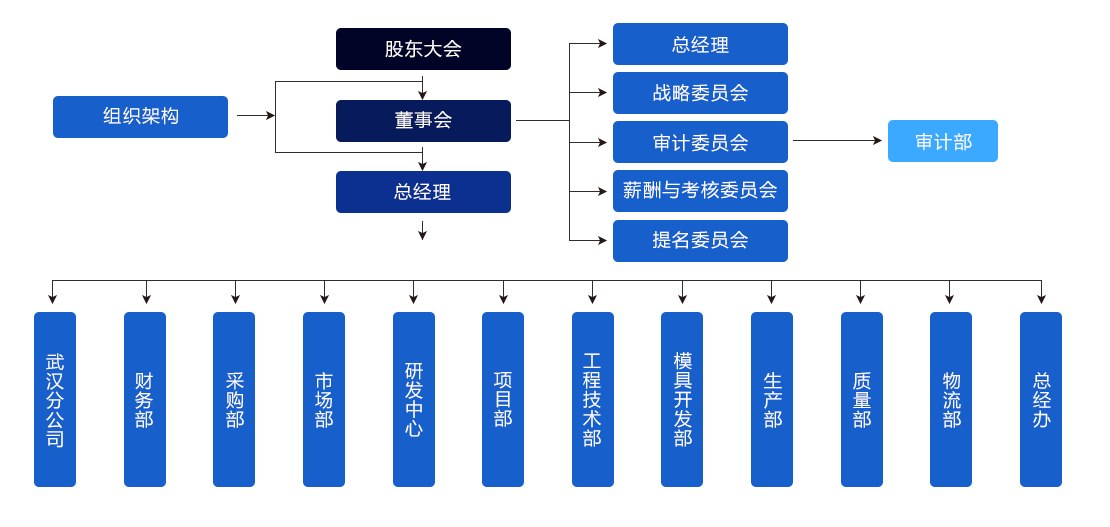 组织架构
股东大会
董事会
总经理
总经理
战略委员会
审计委员会
薪酬与考核委员会
提名委员会
审计部
武汉分公司
财务部
采购部
市场部
研发中心
项目部
工程技术部
模具开发部
生产部
质量部
物流部
总经办